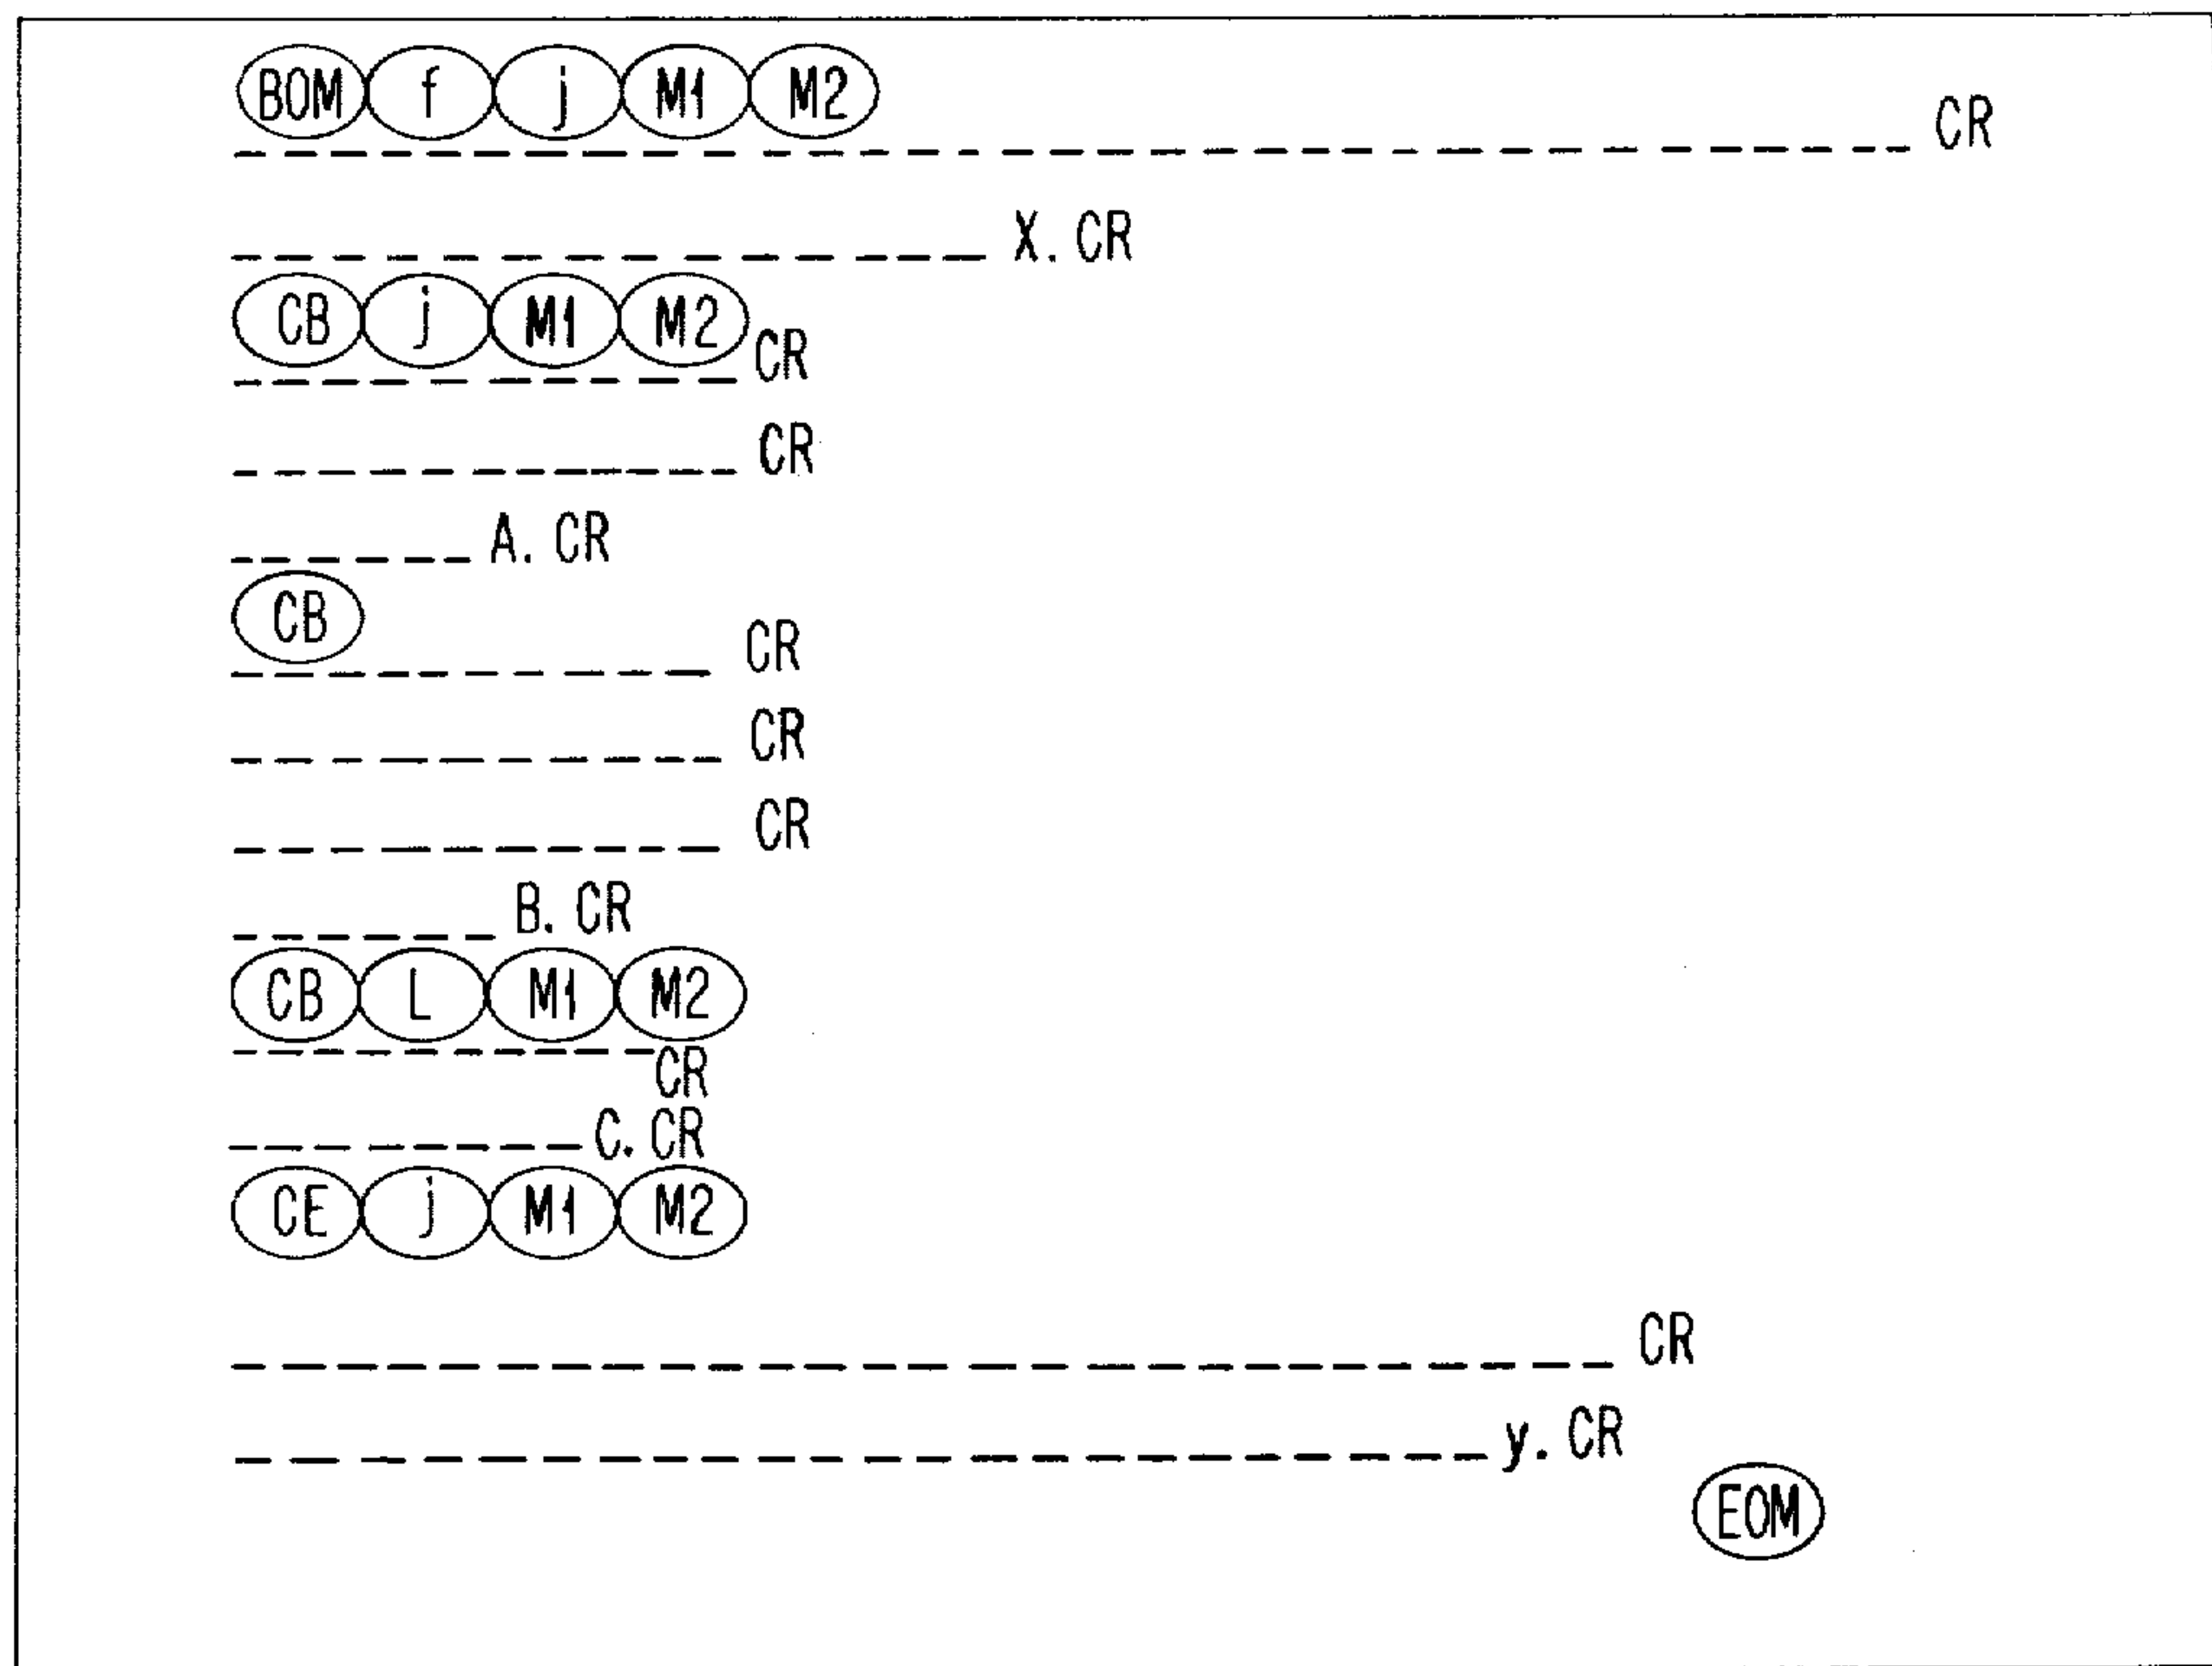 BOM f j M1 M2
CR
X. CR
CB j M1 M2
CR
CR
A. CR
CB
CR
CR
CR
B. CR
CB L M1 M2
CR
C. CR
CE j M1 M2
CR
y. CR
EOM